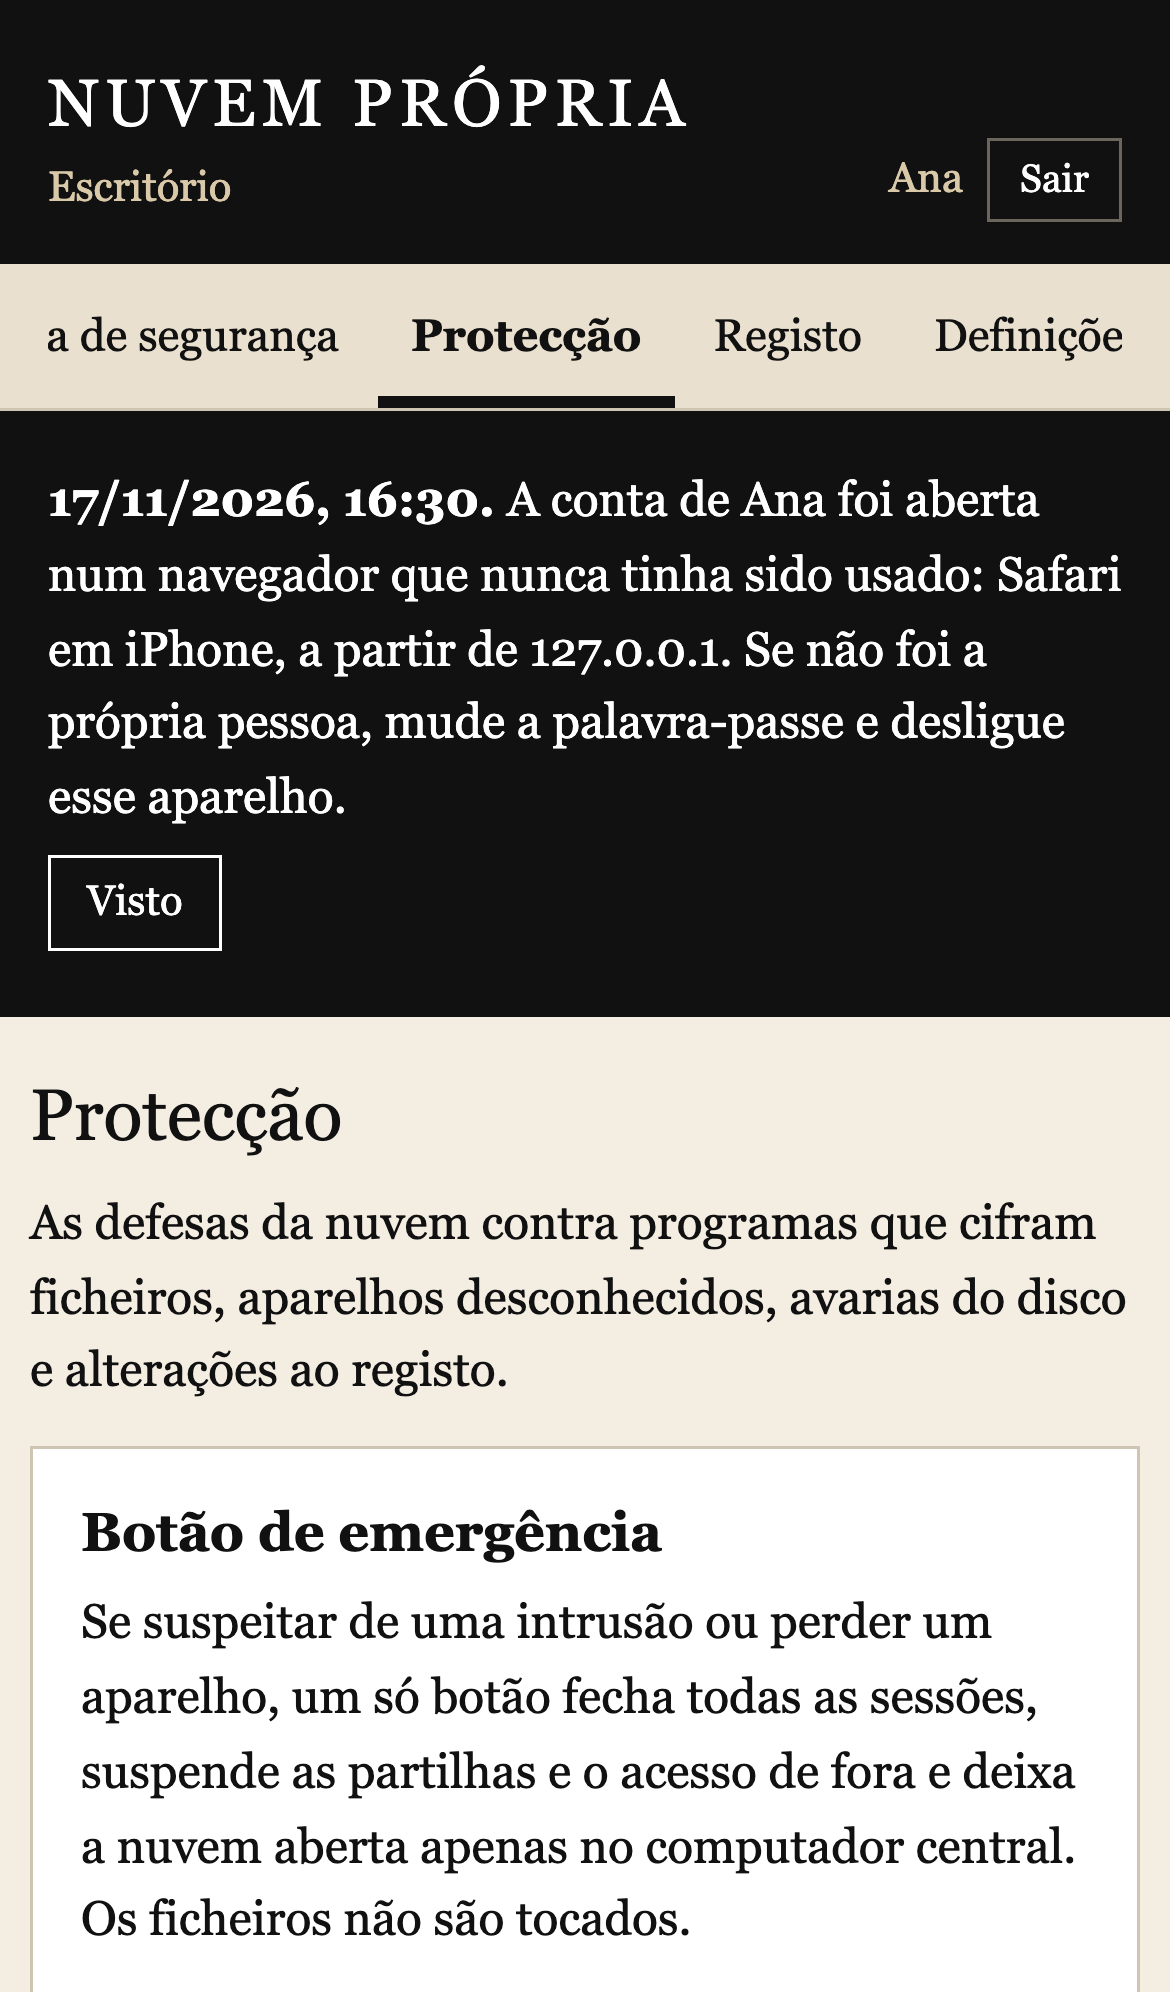 NUVEM PRÓPRIA
Escritório
Ana
Sair
a de segurança
Protecção
Registo
Definiçõe
17/11/2026, 16:30. A conta de Ana foi aberta
num navegador que nunca tinha sido usado: Safari
em iPhone, a partir de 127.0.0.1. Se não foi a
própria pessoa, mude a palavra-passe e desligue
esse aparelho.
Visto
Protecção
As defesas da nuvem contra programas que cifram
ficheiros, aparelhos desconhecidos, avarias do disco
e alterações ao registo.
Botão de emergência
Se suspeitar de uma intrusão ou perder um
aparelho, um só botão fecha todas as sessões,
suspende as partilhas e o acesso de fora e deixa
a nuvem aberta apenas no computador central.
Os ficheiros não são tocados.